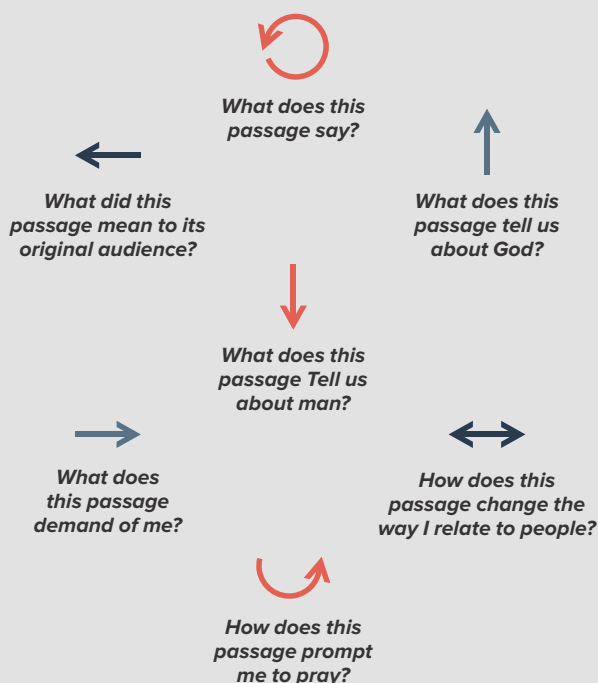 What does this
passage say?
What did this
passage mean to its
original audience?
What does this
passage tell us
about God?
What does this
passage Tell us
about man?
What does
this passage
demand of me?
How does this
passage change the
way I relate to people?
How does this
passage prompt
me to pray?